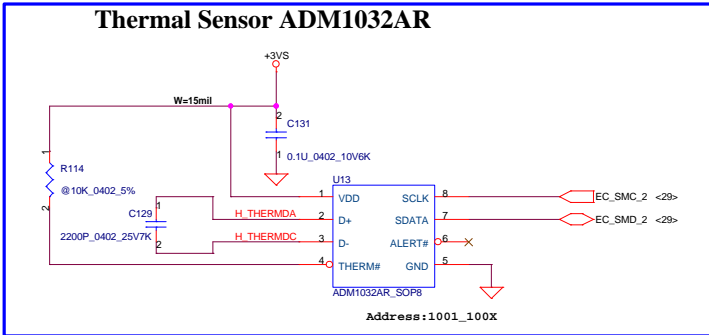 Thermal Sensor ADM1032AR
+3VS
W=15mil
2
C131
1
0.1U_0402_10V6K
1
R114
@10K_0402_5%
2
U13
1 VDD SCLK 8 EC_SMC_2 <29>
C129 1 H_THERMDA 2 D+ SDATA 7 EC_SMD_2 <29>
2200P_0402_25V7K 2 H_THERMDC 3 D- ALERT# 6
4 THERM# GND 5
ADM1032AR_SOP8
Address:1001_100X